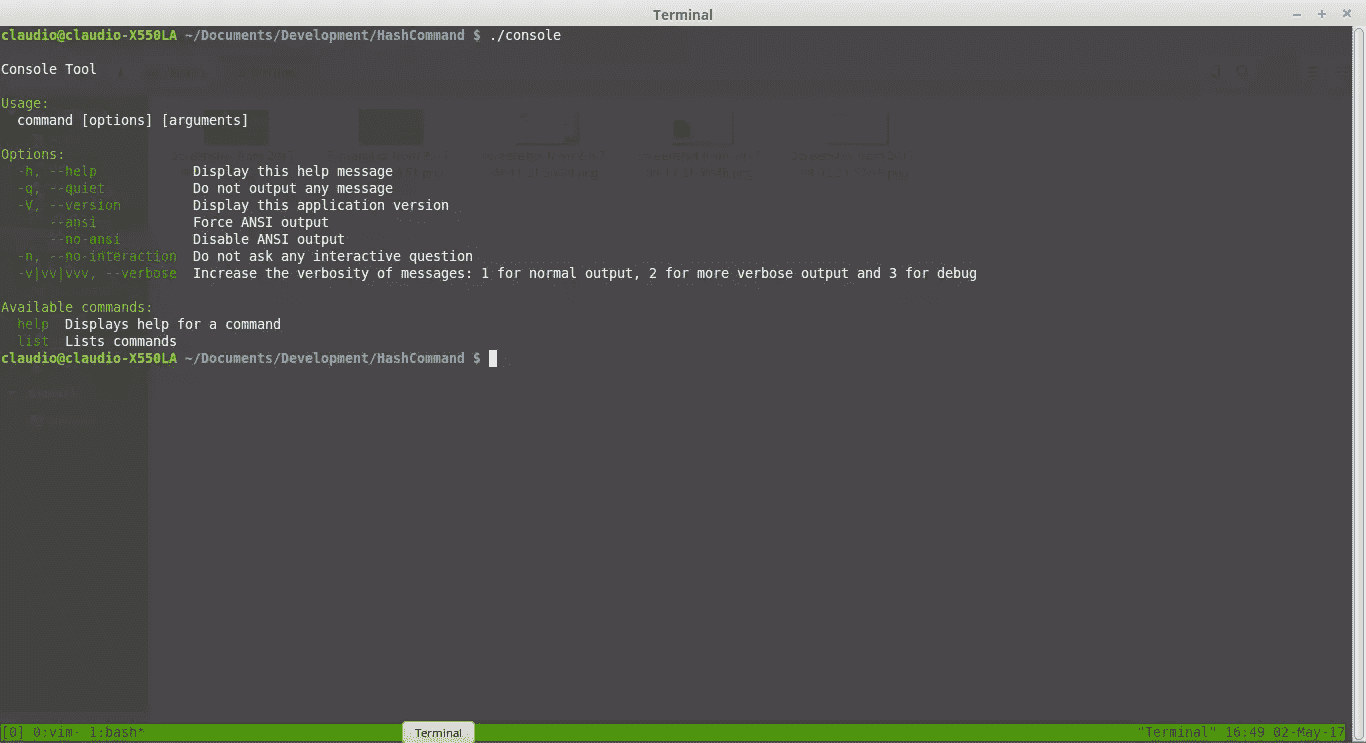 Terminal
claudio@claudio-X550LA ~/Documents/Development/HashCommand $ ./console
Console Tool
Usage:
  command [options] [arguments]
Options:
  -h, --help            Display this help message
  -q, --quiet           Do not output any message
  -V, --version         Display this application version
      --ansi            Force ANSI output
      --no-ansi         Disable ANSI output
  -n, --no-interaction  Do not ask any interactive question
  -v|vv|vvv, --verbose  Increase the verbosity of messages: 1 for normal output, 2 for more verbose output and 3 for debug
Available commands:
  help  Displays help for a command
  list  Lists commands
claudio@claudio-X550LA ~/Documents/Development/HashCommand $
[0] 0:vim- 1:bash* Terminal "Terminal" 16:49 02-May-17